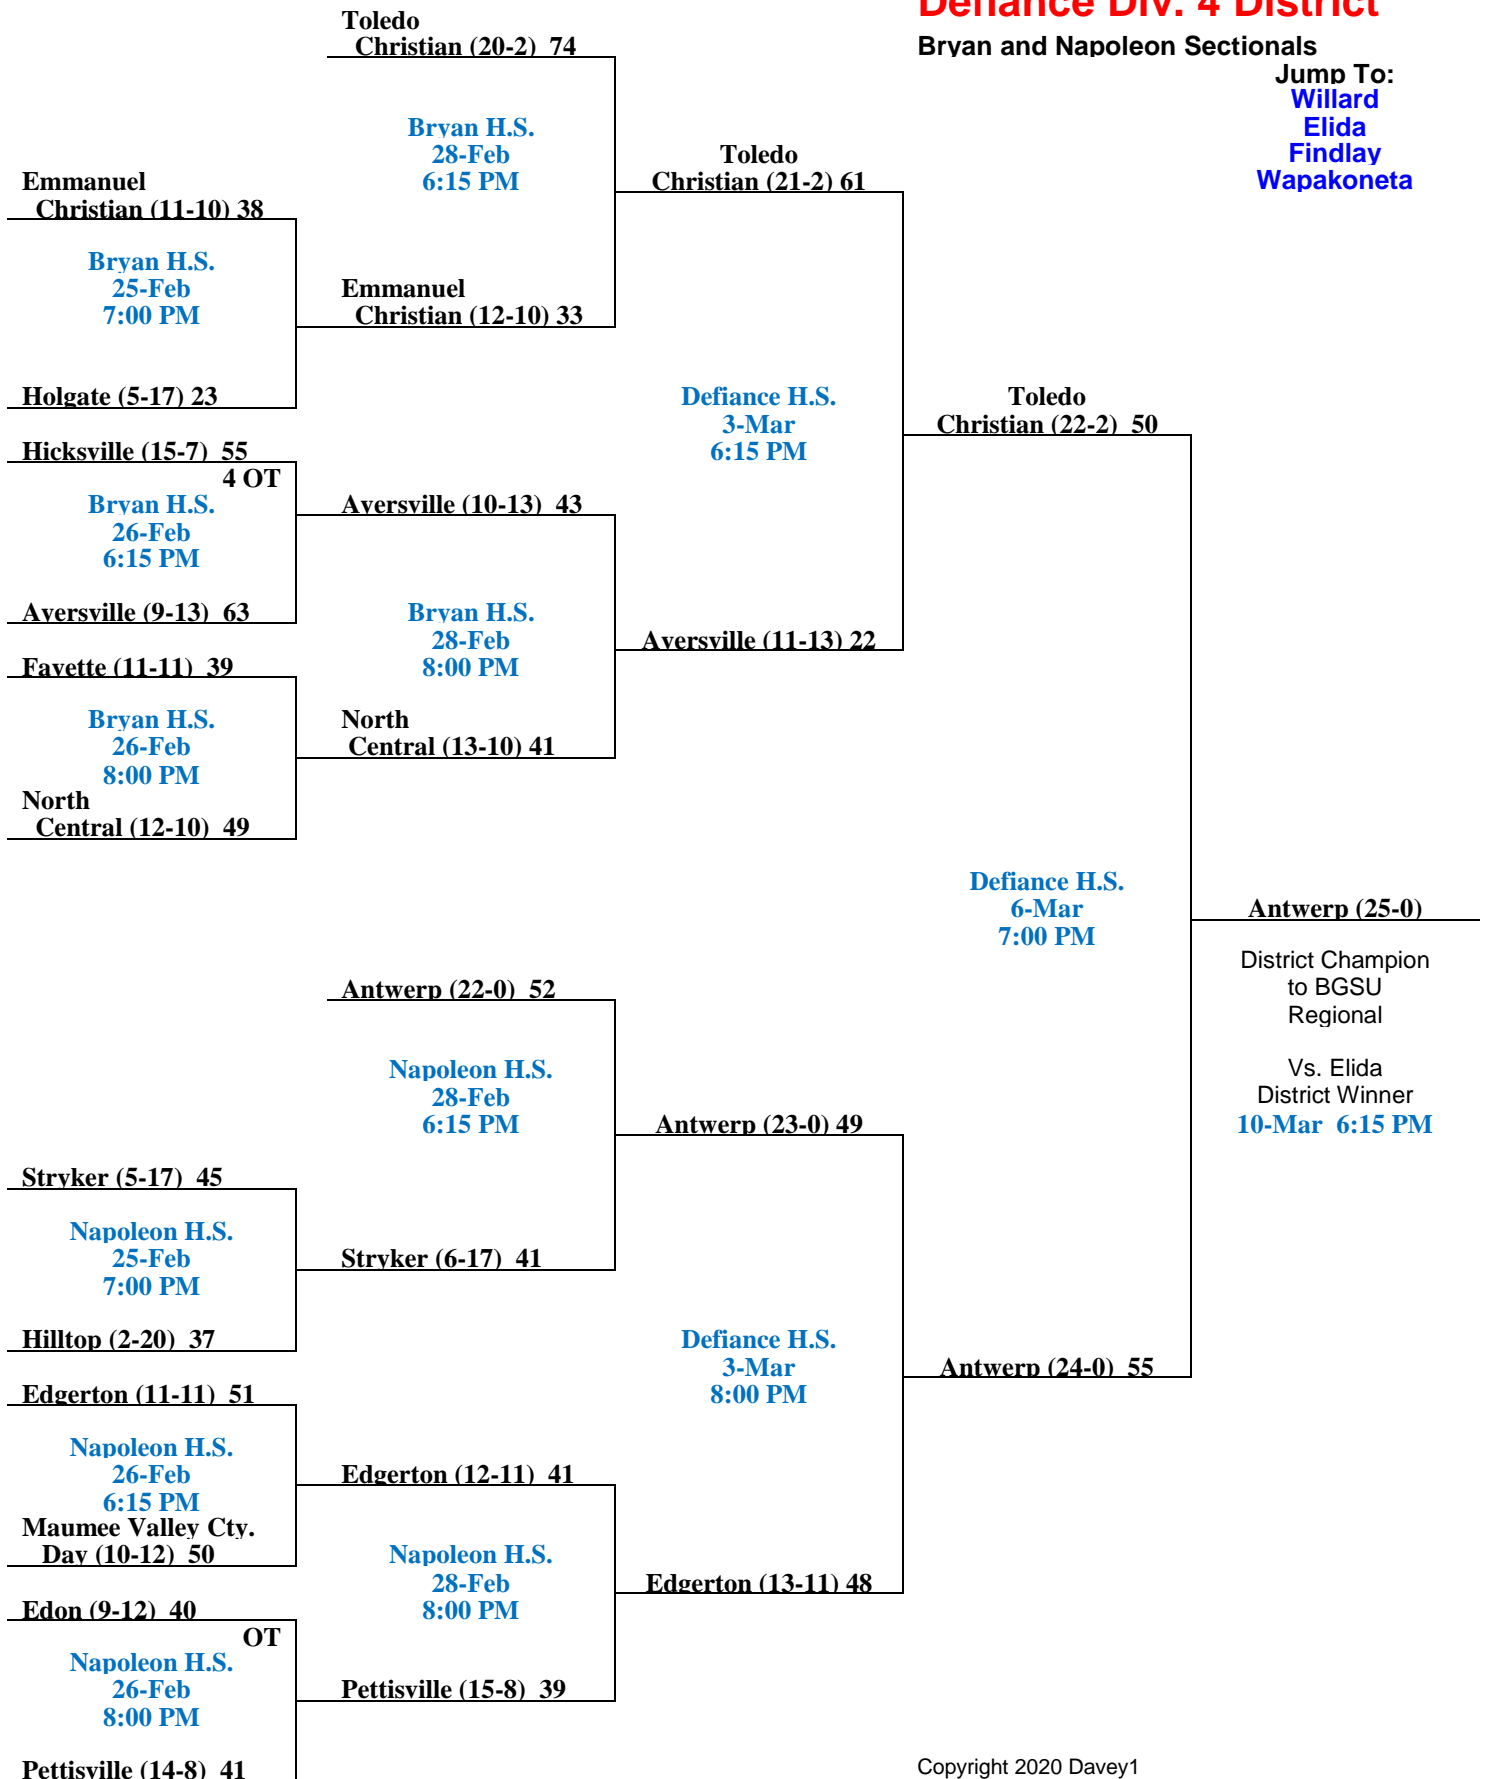 Defiance Div. 4 District
Bryan and Napoleon Sectionals
Jump To:
Willard
Elida
Findlay
Wapakoneta
Toledo
Christian (20-2) 74
Bryan H.S.
28-Feb
6:15 PM
Toledo
Christian (21-2) 61
Emmanuel
Christian (11-10) 38
Bryan H.S.
25-Feb
7:00 PM
Emmanuel
Christian (12-10) 33
Holgate (5-17) 23
Defiance H.S.
3-Mar
6:15 PM
Toledo
Christian (22-2) 50
Hicksville (15-7) 55
4 OT
Bryan H.S.
26-Feb
6:15 PM
Ayersville (10-13) 43
Ayersville (9-13) 63
Bryan H.S.
28-Feb
8:00 PM
Ayersville (11-13) 22
Fayette (11-11) 39
Bryan H.S.
26-Feb
8:00 PM
North
Central (13-10) 41
North
Central (12-10) 49
Defiance H.S.
6-Mar
7:00 PM
Antwerp (25-0)
District Champion
to BGSU
Regional
Vs. Elida
District Winner
10-Mar 6:15 PM
Antwerp (22-0) 52
Napoleon H.S.
28-Feb
6:15 PM
Antwerp (23-0) 49
Stryker (5-17) 45
Napoleon H.S.
25-Feb
7:00 PM
Stryker (6-17) 41
Hilltop (2-20) 37
Defiance H.S.
3-Mar
8:00 PM
Antwerp (24-0) 55
Edgerton (11-11) 51
Napoleon H.S.
26-Feb
6:15 PM
Edgerton (12-11) 41
Maumee Valley Cty.
Day (10-12) 50
Napoleon H.S.
28-Feb
8:00 PM
Edgerton (13-11) 48
Edon (9-12) 40
OT
Napoleon H.S.
26-Feb
8:00 PM
Pettisville (15-8) 39
Pettisville (14-8) 41
Copyright 2020 Davey1